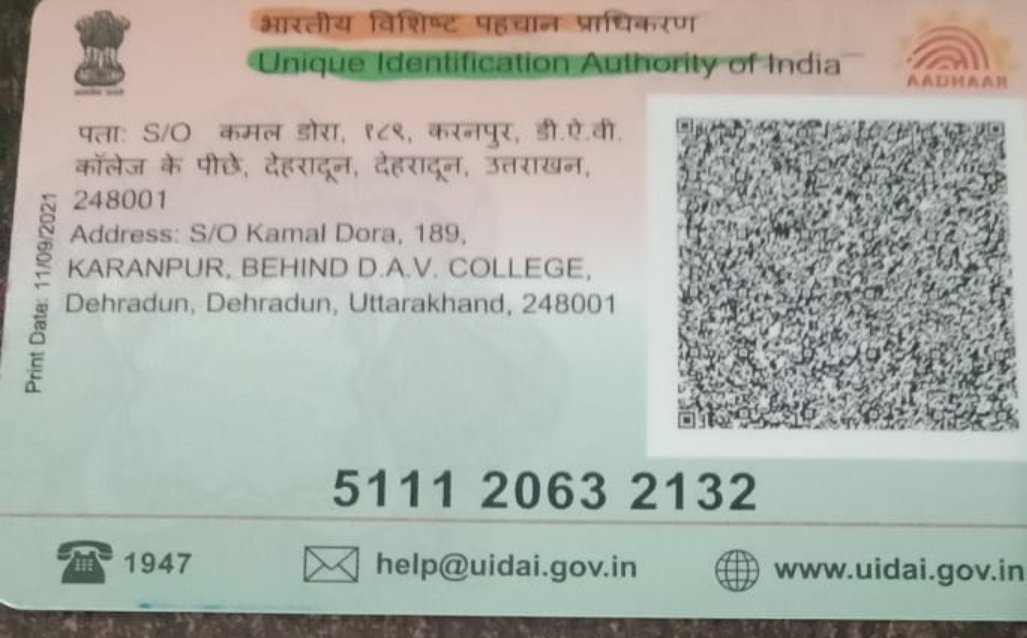 भारतीय विशिष्ट पहचान प्राधिकरण
Unique Identification Authority of India
AADHAAR
पता: S/O कमल डोरा, १८९, करनपुर, डी.ऐ.वी.
कॉलेज के पीछे, देहरादून, देहरादून, उत्तराखन,
248001
Address: S/O Kamal Dora, 189,
KARANPUR, BEHIND D.A.V. COLLEGE,
Dehradun, Dehradun, Uttarakhand, 248001
Print Date: 11/09/2021
5111 2063 2132
1947
help@uidai.gov.in
www.uidai.gov.in